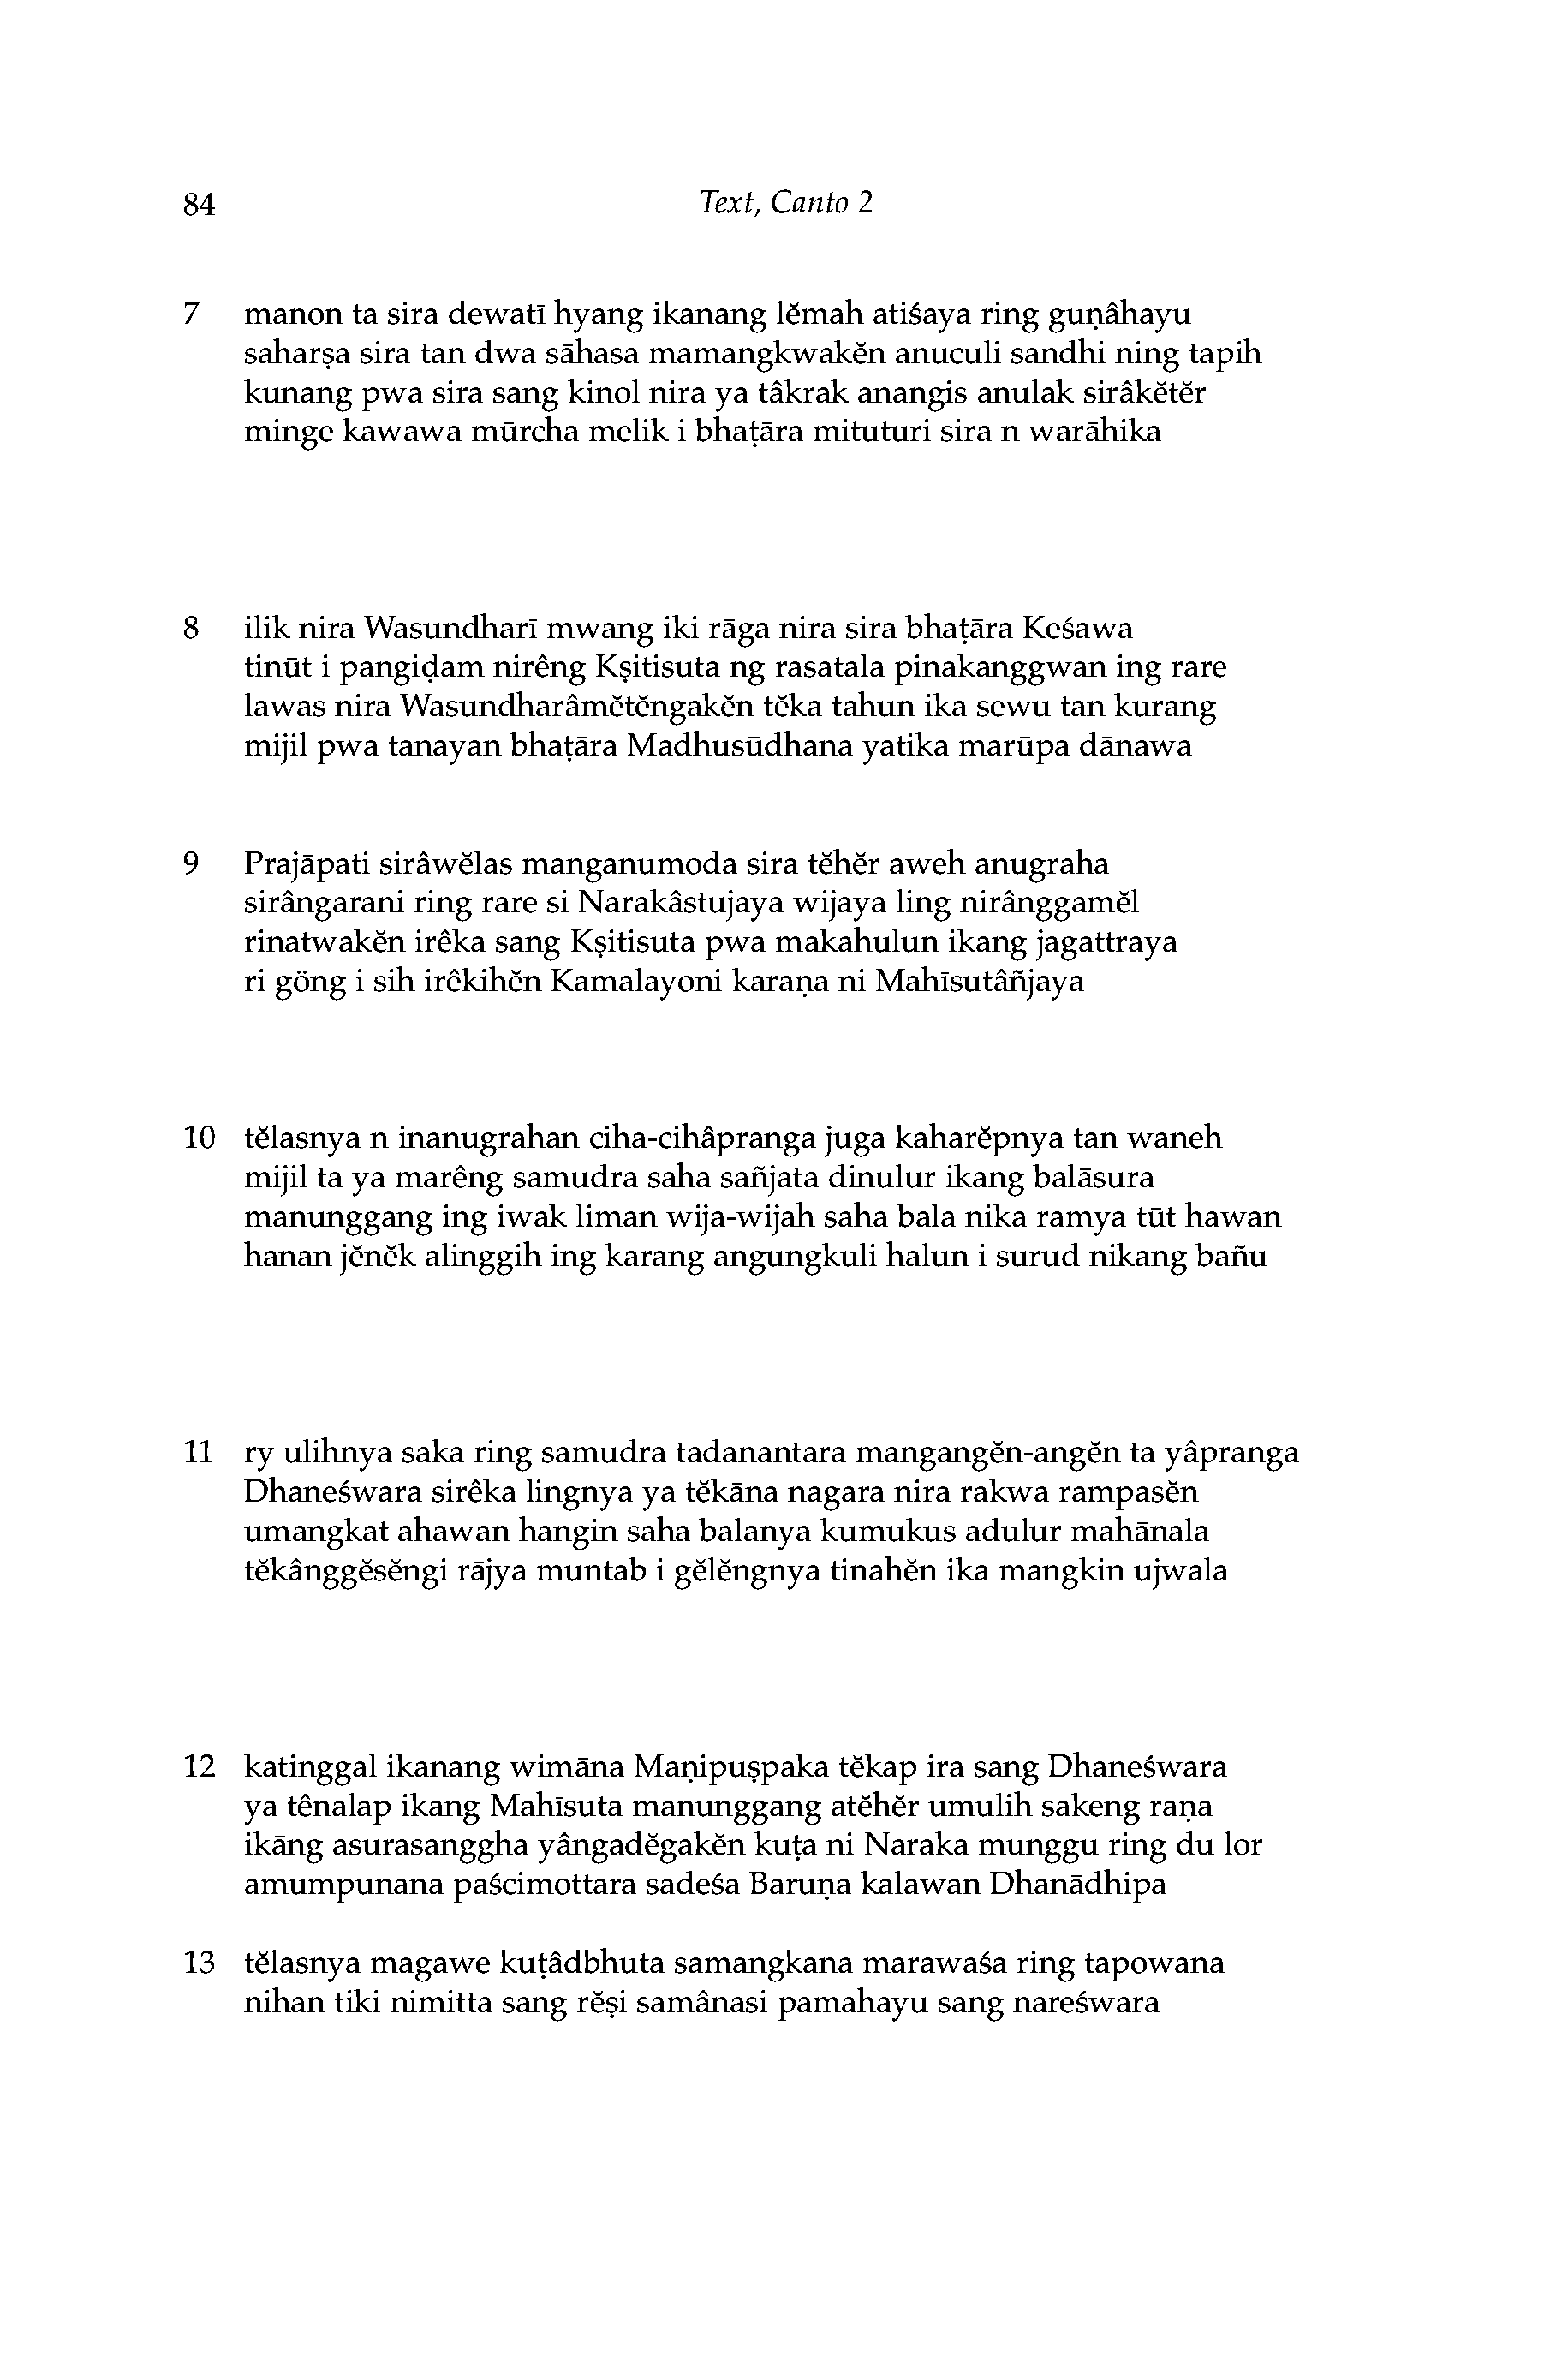 84 Text, Canto 2
7 manon ta sira dewatī hyang ikanang lĕmah atiśaya ring guṇâhayu
saharṣa sira tan dwa sāhasa mamangkwakĕn anuculi sandhi ning tapih
kunang pwa sira sang kinol nira ya tâkrak anangis anulak sirâkĕtĕr
minge kawawa mūrcha melik i bhaṭāra mituturi sira n warāhika
8 ilik nira Wasundharī mwang iki rāga nira sira bhaṭāra Keśawa
tinūt i pangiḍam nirêng Kṣitisuta ng rasatala pinakanggwan ing rare
lawas nira Wasundharâmĕtĕngakĕn tĕka tahun ika sewu tan kurang
mijil pwa tanayan bhaṭāra Madhusūdhana yatika marūpa dānawa
9 Prajāpati sirâwĕlas manganumoda sira tĕhĕr aweh anugraha
sirângarani ring rare si Narakâstujaya wijaya ling nirânggamĕl
rinatwakĕn irêka sang Kṣitisuta pwa makahulun ikang jagattraya
ri göng i sih irêkihĕn Kamalayoni karaṇa ni Mahīsutâñjaya
10 tĕlasnya n inanugrahan ciha-cihâpranga juga kaharĕpnya tan waneh
mijil ta ya marêng samudra saha sañjata dinulur ikang balāsura
manunggang ing iwak liman wija-wijah saha bala nika ramya tūt hawan
hanan jĕnĕk alinggih ing karang angungkuli halun i surud nikang bañu
11 ry ulihnya saka ring samudra tadanantara mangangĕn-angĕn ta yâpranga
Dhaneśwara sirêka lingnya ya tĕkāna nagara nira rakwa rampasĕn
umangkat ahawan hangin saha balanya kumukus adulur mahānala
tĕkânggĕsĕngi rājya muntab i gĕlĕngnya tinahĕn ika mangkin ujwala
12 katinggal ikanang wimāna Maṇipuṣpaka tĕkap ira sang Dhaneśwara
ya tênalap ikang Mahīsuta manunggang atĕhĕr umulih sakeng raṇa
ikāng asurasanggha yângadĕgakĕn kuṭa ni Naraka munggu ring du lor
amumpunana paścimottara sadeśa Baruṇa kalawan Dhanādhipa
13 tĕlasnya magawe kuṭâdbhuta samangkana marawaśa ring tapowana
nihan tiki nimitta sang rĕṣi samânasi pamahayu sang nareśwara